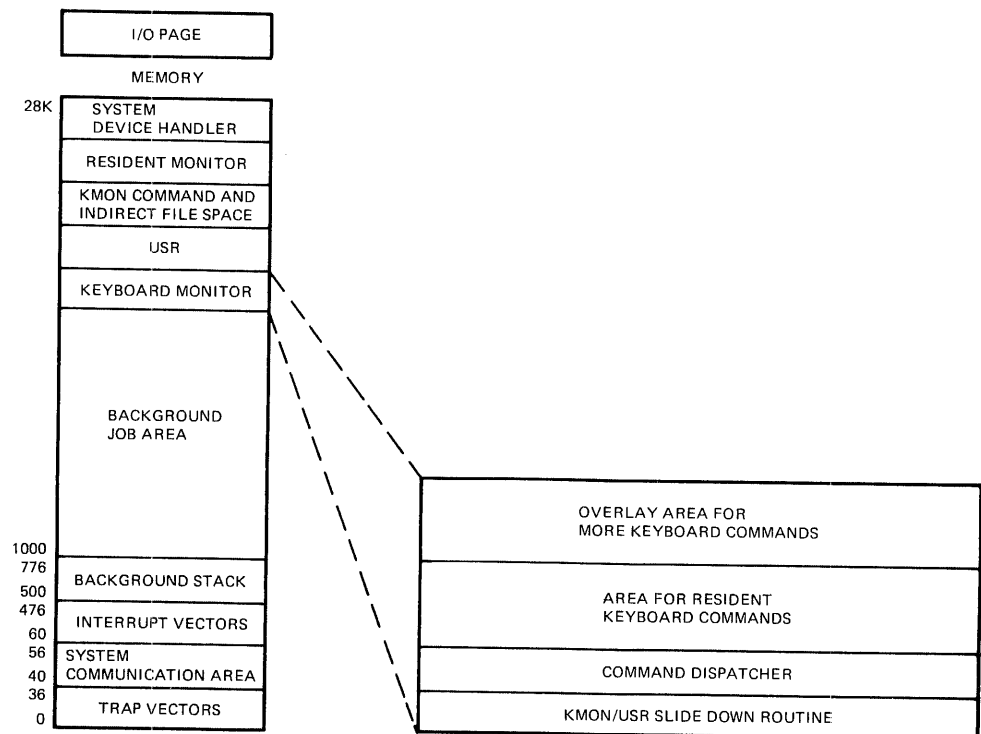 I/O PAGE
MEMORY
28K
SYSTEM
DEVICE HANDLER
RESIDENT MONITOR
KMON COMMAND AND
INDIRECT FILE SPACE
USR
KEYBOARD MONITOR
BACKGROUND
JOB AREA
1000
776
BACKGROUND STACK
500
476
INTERRUPT VECTORS
60
56
SYSTEM
COMMUNICATION AREA
40
36
TRAP VECTORS
0
OVERLAY AREA FOR
MORE KEYBOARD COMMANDS
AREA FOR RESIDENT
KEYBOARD COMMANDS
COMMAND DISPATCHER
KMON/USR SLIDE DOWN ROUTINE